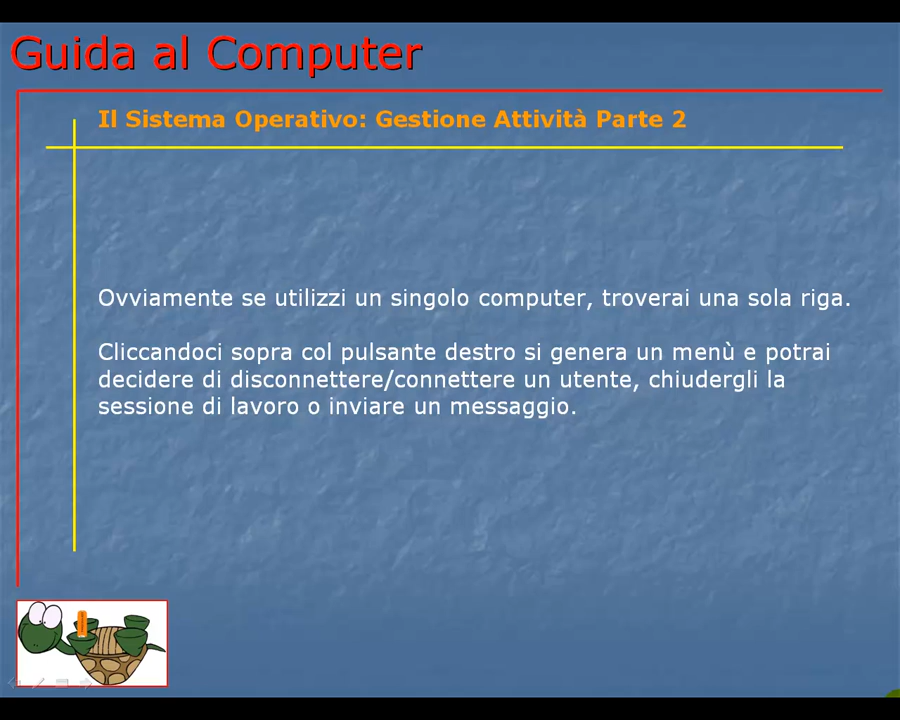 Guida al Computer
Il Sistema Operativo: Gestione Attività Parte 2
Ovviamente se utilizzi un singolo computer, troverai una sola riga.
Cliccandoci sopra col pulsante destro si genera un menù e potrai
decidere di disconnettere/connettere un utente, chiudergli la
sessione di lavoro o inviare un messaggio.